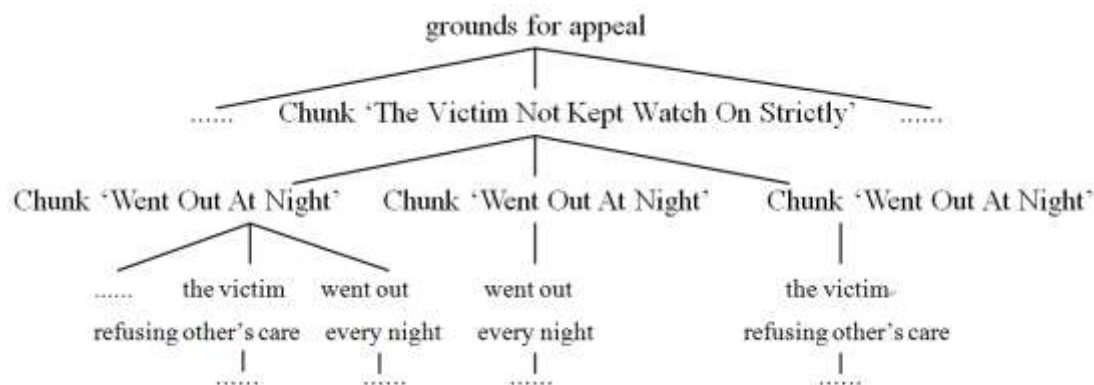 grounds for appeal
...... Chunk ‘The Victim Not Kept Watch On Strictly’ ......
Chunk ‘Went Out At Night’ Chunk ‘Went Out At Night’ Chunk ‘Went Out At Night’
...... the victim went out went out the victim
refusing other’s care every night every night refusing other’s care
...... ...... ...... ......